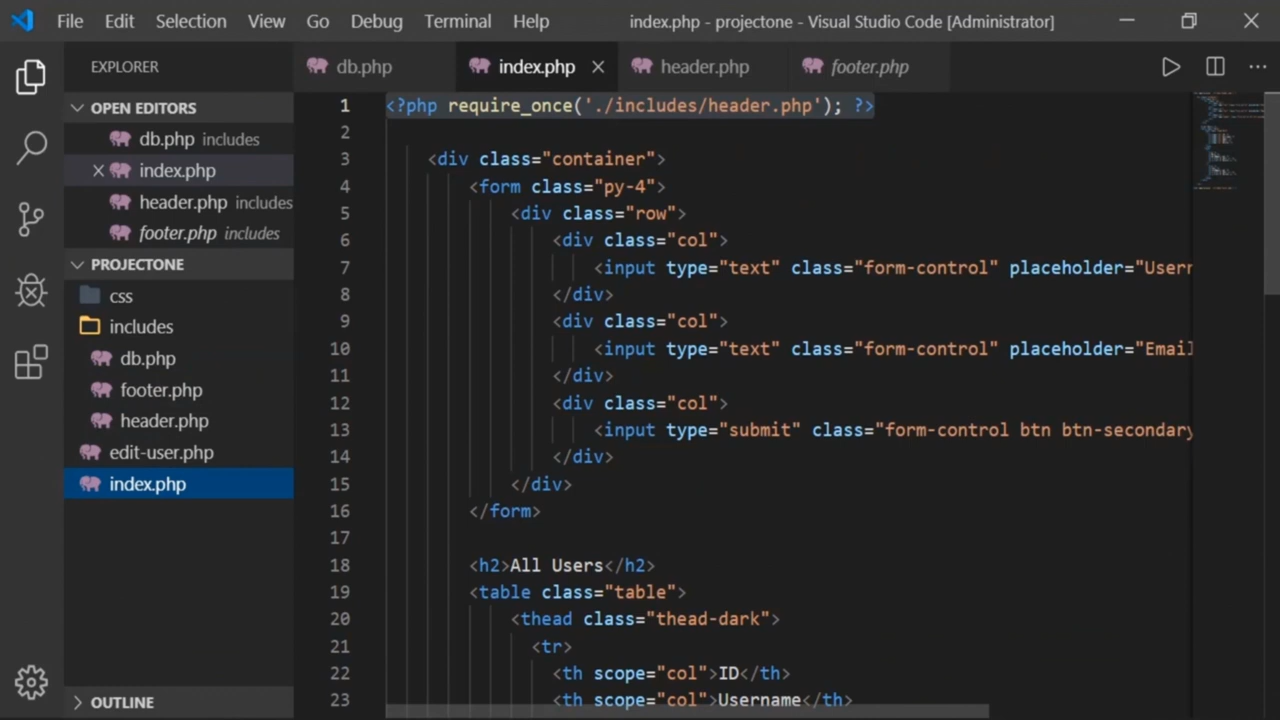 File Edit Selection View Go Debug Terminal Help index.php - projectone - Visual Studio Code [Administrator]
EXPLORER
OPEN EDITORS
db.php includes
index.php
header.php includes
footer.php includes
PROJECTONE
css
includes
db.php
footer.php
header.php
edit-user.php
index.php
OUTLINE
db.php index.php header.php footer.php
1 <?php require_once('./includes/header.php'); ?>
2
3 <div class="container">
4 <form class="py-4">
5 <div class="row">
6 <div class="col">
7 <input type="text" class="form-control" placeholder="Usern
8 </div>
9 <div class="col">
10 <input type="text" class="form-control" placeholder="Email
11 </div>
12 <div class="col">
13 <input type="submit" class="form-control btn btn-secondary
14 </div>
15 </div>
16 </form>
17
18 <h2>All Users</h2>
19 <table class="table">
20 <thead class="thead-dark">
21 <tr>
22 <th scope="col">ID</th>
23 <th scope="col">Username</th>